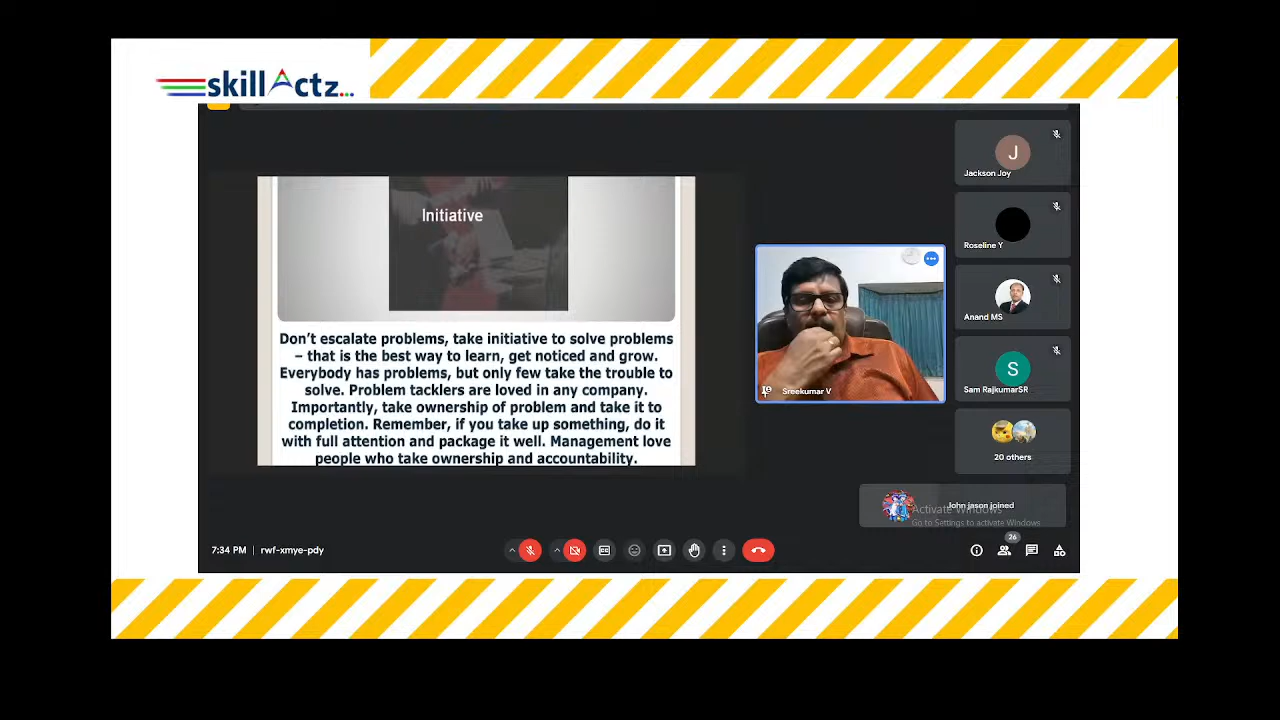 skillActz...
Initiative
Don't escalate problems, take initiative to solve problems
– that is the best way to learn, get noticed and grow.
Everybody has problems, but only few take the trouble to
solve. Problem tacklers are loved in any company.
Importantly, take ownership of problem and take it to
completion. Remember, if you take up something, do it
with full attention and package it well. Management love
people who take ownership and accountability.
Sreekumar V
J
Jackson Joy
Roseline Y
Anand MS
S
Sam RajkumarSR
20 others
John jason joined
Activate Windows
Go to Settings to activate Windows
7:34 PM | rwf-xmye-pdy
26